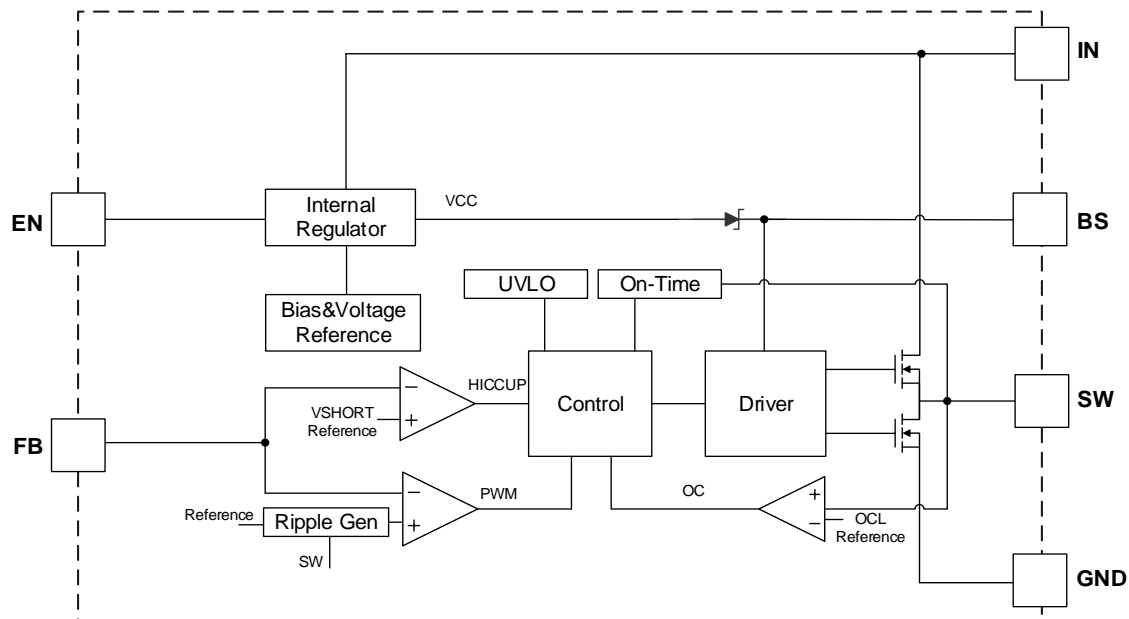 IN
EN
Internal
Regulator
VCC
BS
UVLO
On-Time
Bias&Voltage
Reference
HICCUP
−
VSHORT
Reference
+
Control
Driver
SW
FB
−
PWM
OC
+
Reference
Ripple Gen
+
−
OCL
Reference
SW
GND